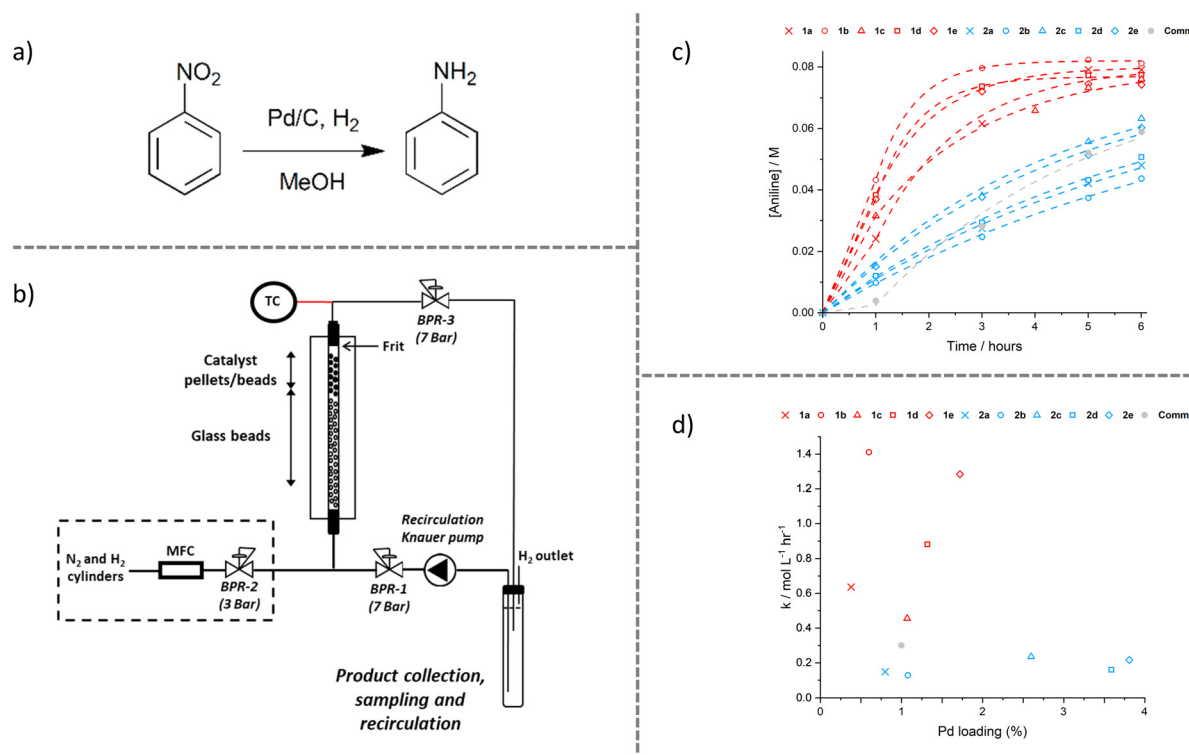 a)
NO2
NH2
Pd/C, H2
MeOH
b)
TC
BPR-3
(7 Bar)
Frit
Catalyst
pellets/beads
Glass beads
Recirculation
Knauer pump
H2 outlet
N2 and H2
cylinders
MFC
BPR-2
(3 Bar)
BPR-1
(7 Bar)
Product collection,
sampling and
recirculation
c)
1a 1b 1c 1d 1e 2a 2b 2c 2d 2e Comm
[Aniline] / M
0.08
0.06
0.04
0.02
0.00
0 1 2 3 4 5 6
Time / hours
d)
1a 1b 1c 1d 1e 2a 2b 2c 2d 2e Comm
k / mol L-1 hr-1
1.4
1.2
1.0
0.8
0.6
0.4
0.2
0.0
0 1 2 3 4
Pd loading (%)